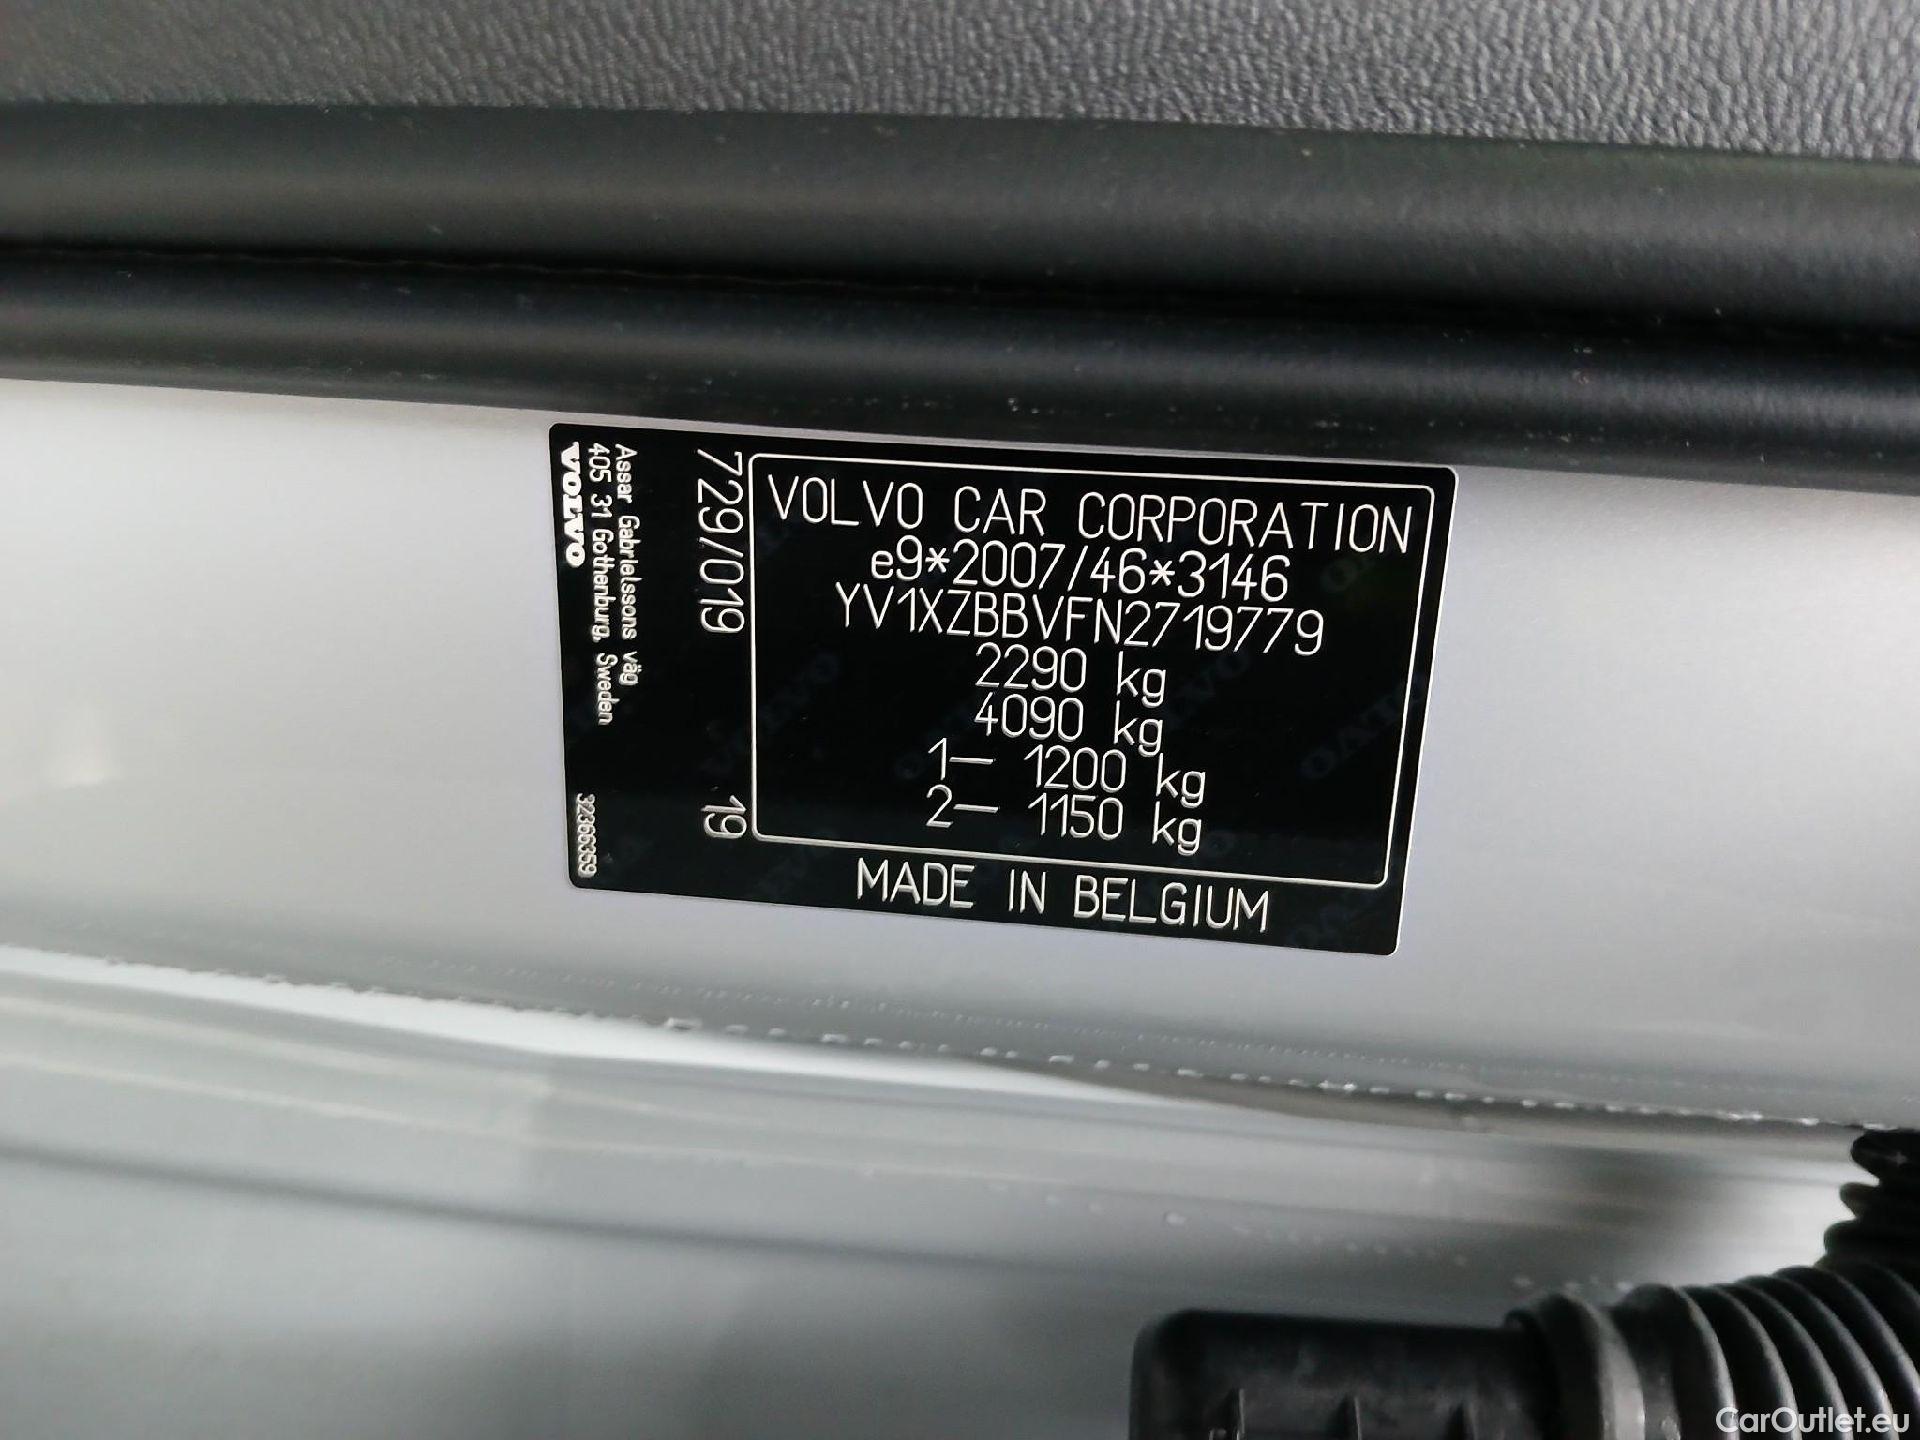 VOLVO CAR CORPORATION
e9*2007/46*3146
YV1XZBBVFN2719779
2290 kg
4090 kg
1– 1200 kg
2– 1150 kg
MADE IN BELGIUM
729/019 19
Assar Gabrielssons väg
405 31 Gothenburg, Sweden
VOLVO
32366359
CarOutlet.eu